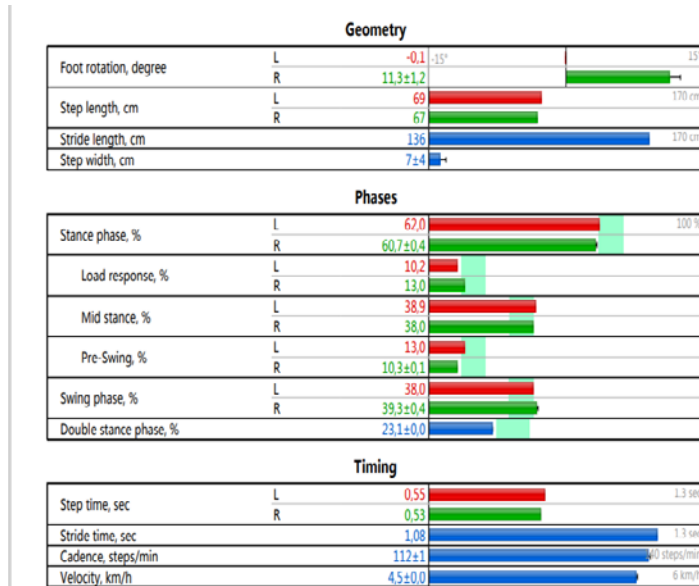 Geometry
Foot rotation, degree L -0,1 -15° 15°
R 11,3±1,2
Step length, cm L 69 170 cm
R 67
Stride length, cm 136 170 cm
Step width, cm 7±4
Phases
Stance phase, % L 62,0 100 %
R 60,7±0,4
Load response, % L 10,2
R 13,0
Mid stance, % L 38,9
R 38,0
Pre-Swing, % L 13,0
R 10,3±0,1
Swing phase, % L 38,0
R 39,3±0,4
Double stance phase, % 23,1±0,0
Timing
Step time, sec L 0,55 1.3 sec
R 0,53
Stride time, sec 1,08 1.3 sec
Cadence, steps/min 112±1 steps/min
Velocity, km/h 4,5±0,0 6 km/h